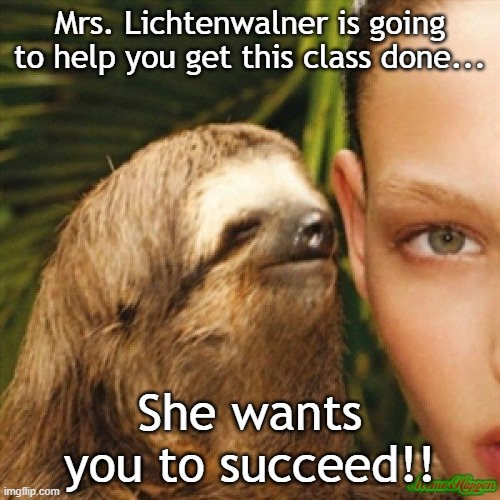 Mrs. Lichtenwalner is going
to help you get this class done...
She wants
you to succeed!!
imgflip.com